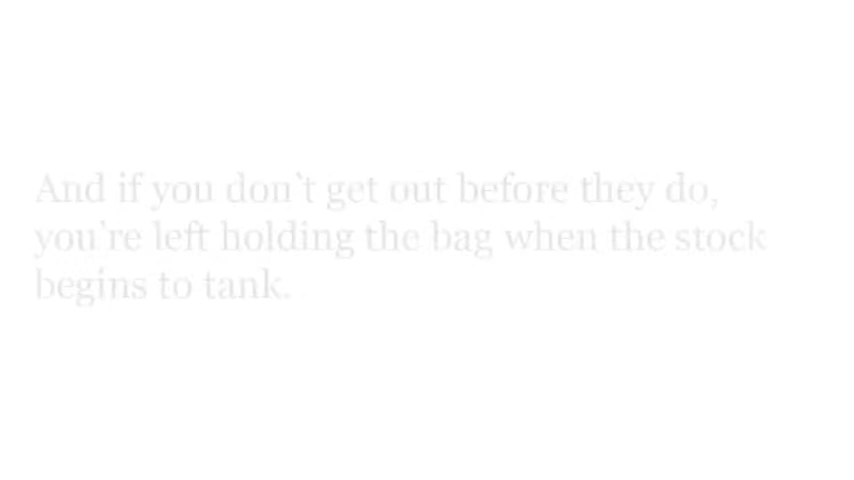 And if you don't get out before they do,
you're left holding the bag when the stock
begins to tank.